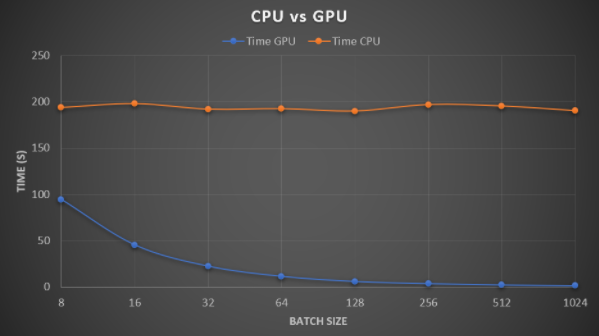 CPU vs GPU
Time GPU Time CPU
250
200
150
100
50
0
TIME (S)
8 16 32 64 128 256 512 1024
BATCH SIZE